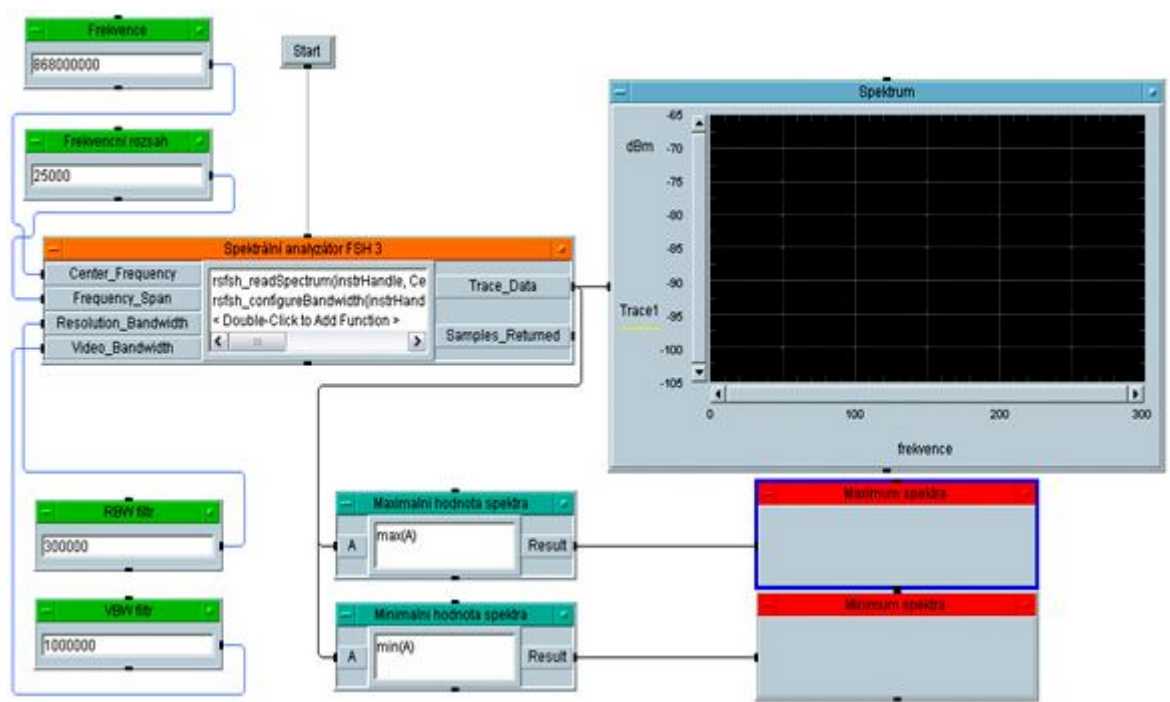 Frekvence
868000000
Start
Frekvencni rozsah
25000
Spektrální analyzátor FSH 3
Center_Frequency
Frequency_Span
Resolution_Bandwidth
Video_Bandwidth
rsfsh_readSpectrum(instrHandle, Ce
rsfsh_configureBandwidth(instrHand
< Double-Click to Add Function >
Trace_Data
Samples_Returned
Spektrum
dBm
Trace1
-65
-70
-75
-80
-85
-90
-95
-100
-105
0 100 200 300
frekvence
RBW filtr
300000
VBW filtr
1000000
Maximalni hodnota spektra
A
max(A)
Result
Maximum spektra
Minimalni hodnota spektra
A
min(A)
Result
Minimum spektra